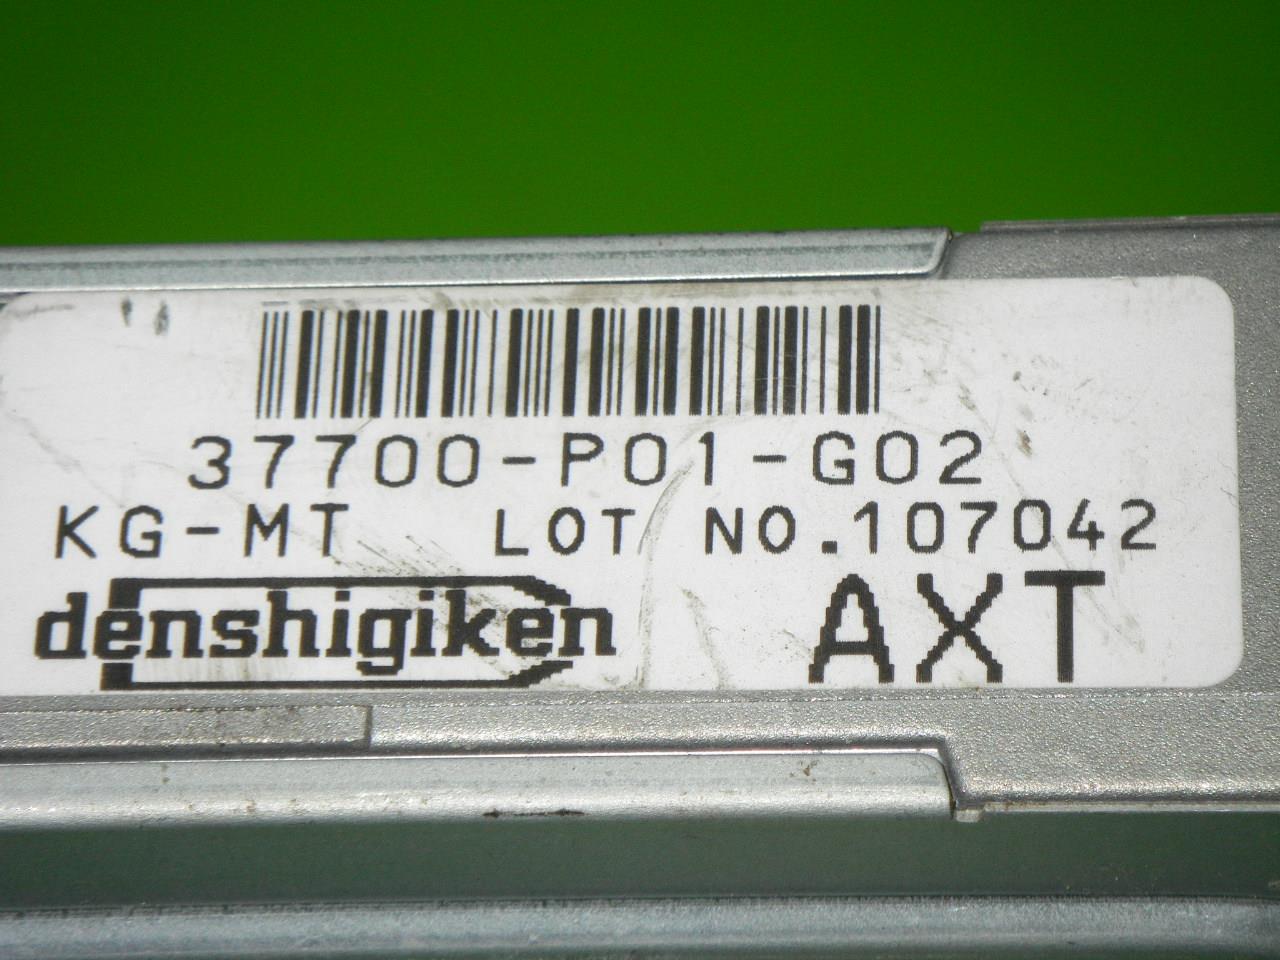 37700-P01-G02
KG-MT LOT NO.107042
denshigiken AXT